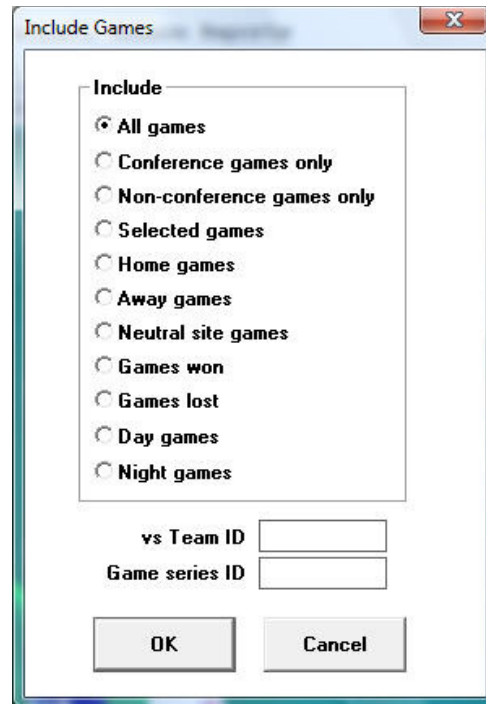 Include Games
Include
All games
Conference games only
Non-conference games only
Selected games
Home games
Away games
Neutral site games
Games won
Games lost
Day games
Night games
vs Team ID
Game series ID
OK
Cancel